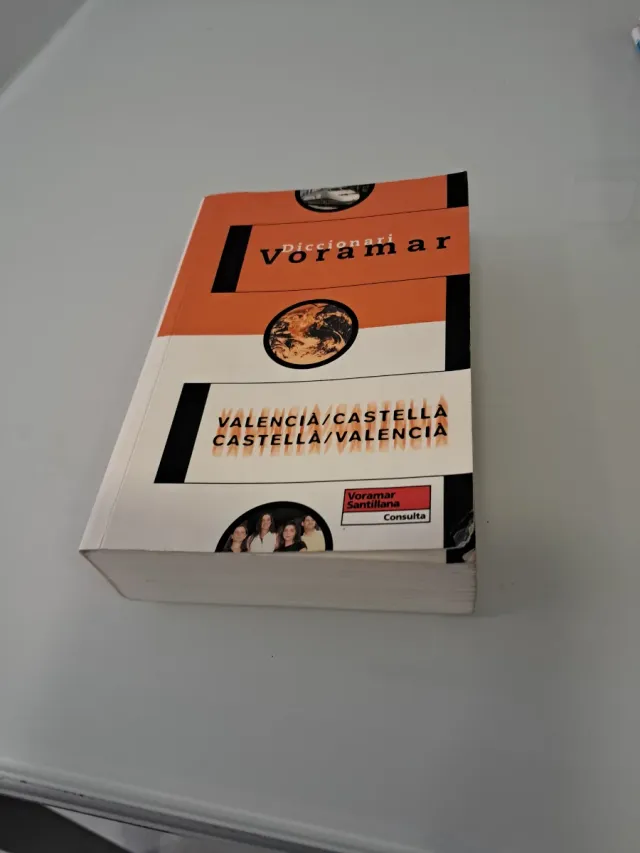 Diccionari
Voramar
VALENCIÀ/CASTELLÀ
CASTELLÀ/VALENCIÀ
Voramar
Santillana
Consulta